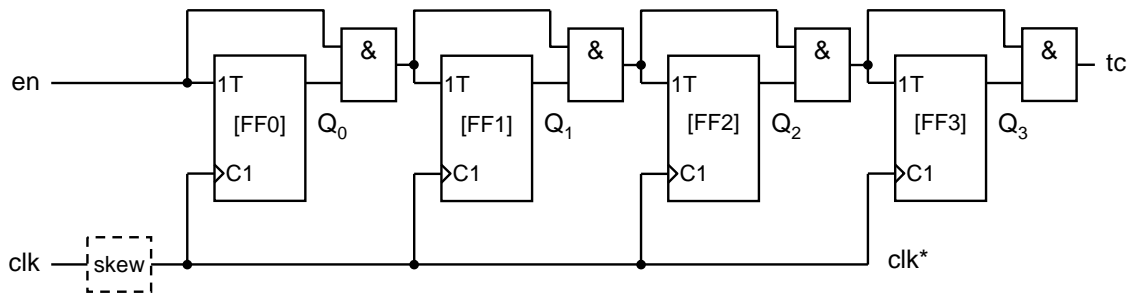 & & & &
en 1T 1T 1T 1T tc
[FF0] Q0 [FF1] Q1 [FF2] Q2 [FF3] Q3
C1 C1 C1 C1
clk skew clk*